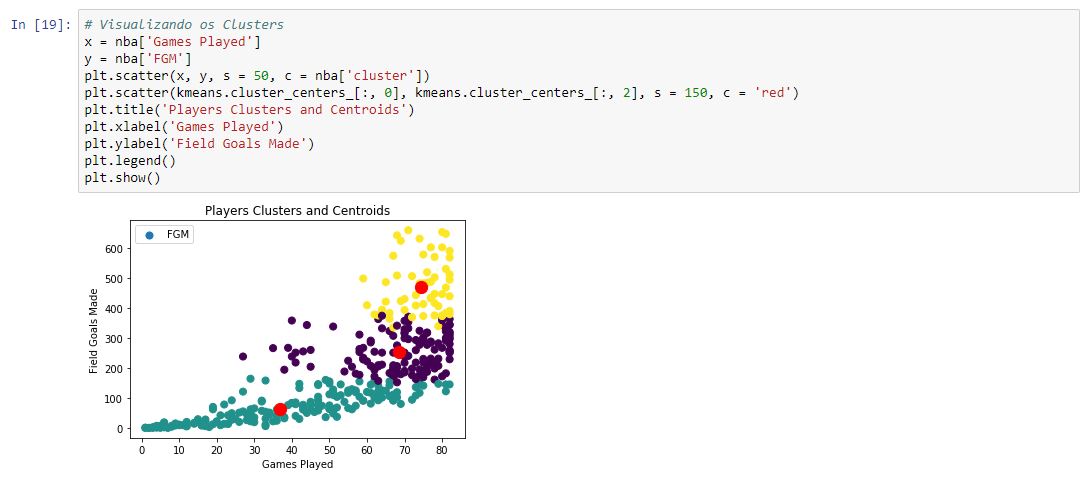 In [19]:
# Visualizando os Clusters
x = nba['Games Played']
y = nba['FGM']
plt.scatter(x, y, s = 50, c = nba['cluster'])
plt.scatter(kmeans.cluster_centers_[:, 0], kmeans.cluster_centers_[:, 2], s = 150, c = 'red')
plt.title('Players Clusters and Centroids')
plt.xlabel('Games Played')
plt.ylabel('Field Goals Made')
plt.legend()
plt.show()
Players Clusters and Centroids
FGM
Field Goals Made
600
500
400
300
200
100
0
0 10 20 30 40 50 60 70 80
Games Played